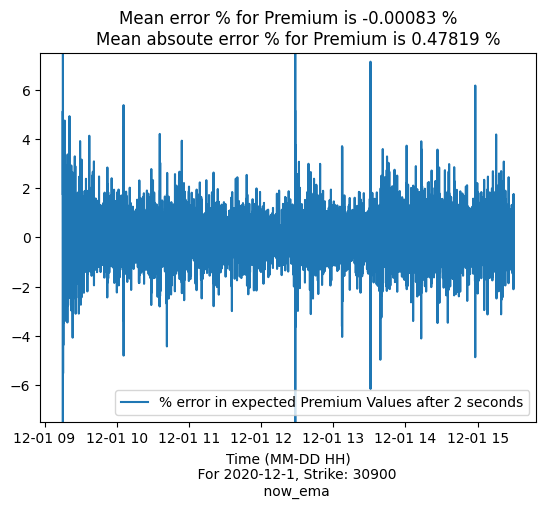 Mean error % for Premium is -0.00083 %
Mean absoute error % for Premium is 0.47819 %
6
4
2
0
−2
−4
−6
% error in expected Premium Values after 2 seconds
12-01 09 12-01 10 12-01 11 12-01 12 12-01 13 12-01 14 12-01 15
Time (MM-DD HH)
For 2020-12-1, Strike: 30900
now_ema